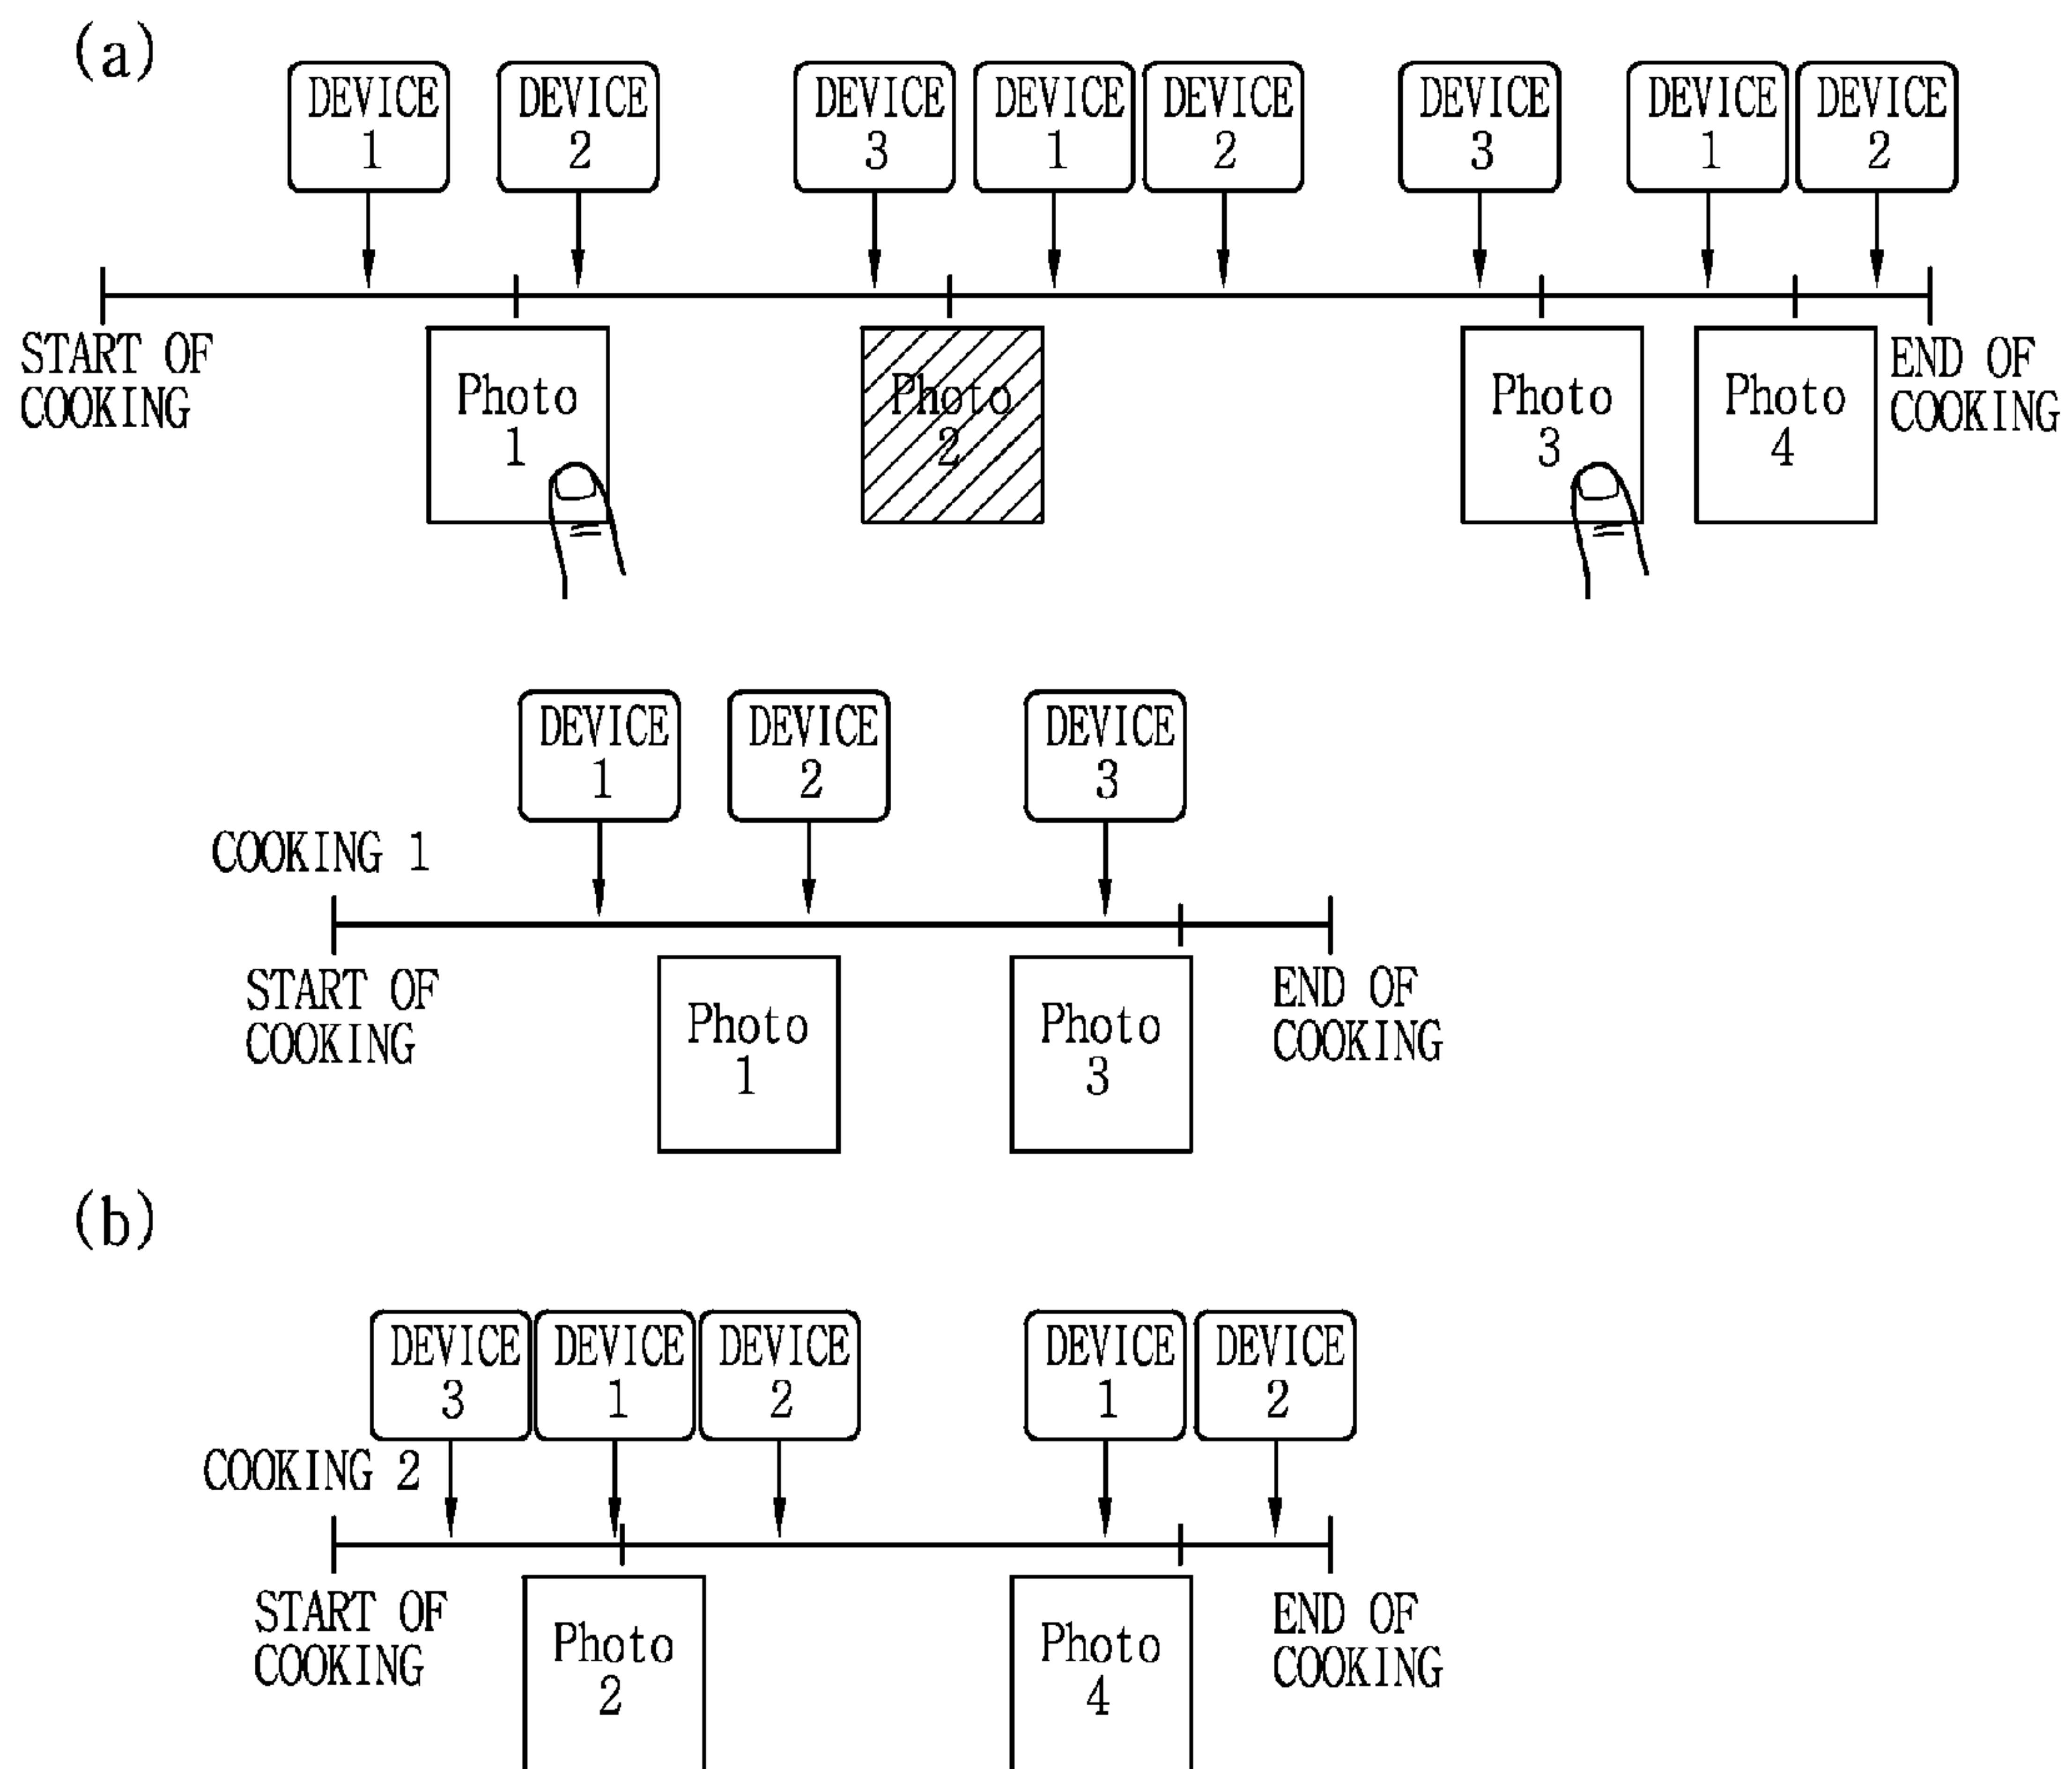 (a)
DEVICE
1
DEVICE
2
DEVICE
3
DEVICE
1
DEVICE
2
DEVICE
3
DEVICE
1
DEVICE
2
START OF
COOKING
Photo
1
Photo
2
Photo
3
Photo
4
END OF
COOKING
DEVICE
1
DEVICE
2
DEVICE
3
COOKING 1
START OF
COOKING
Photo
1
Photo
3
END OF
COOKING
(b)
DEVICE
3
DEVICE
1
DEVICE
2
DEVICE
1
DEVICE
2
COOKING 2
START OF
COOKING
Photo
2
Photo
4
END OF
COOKING